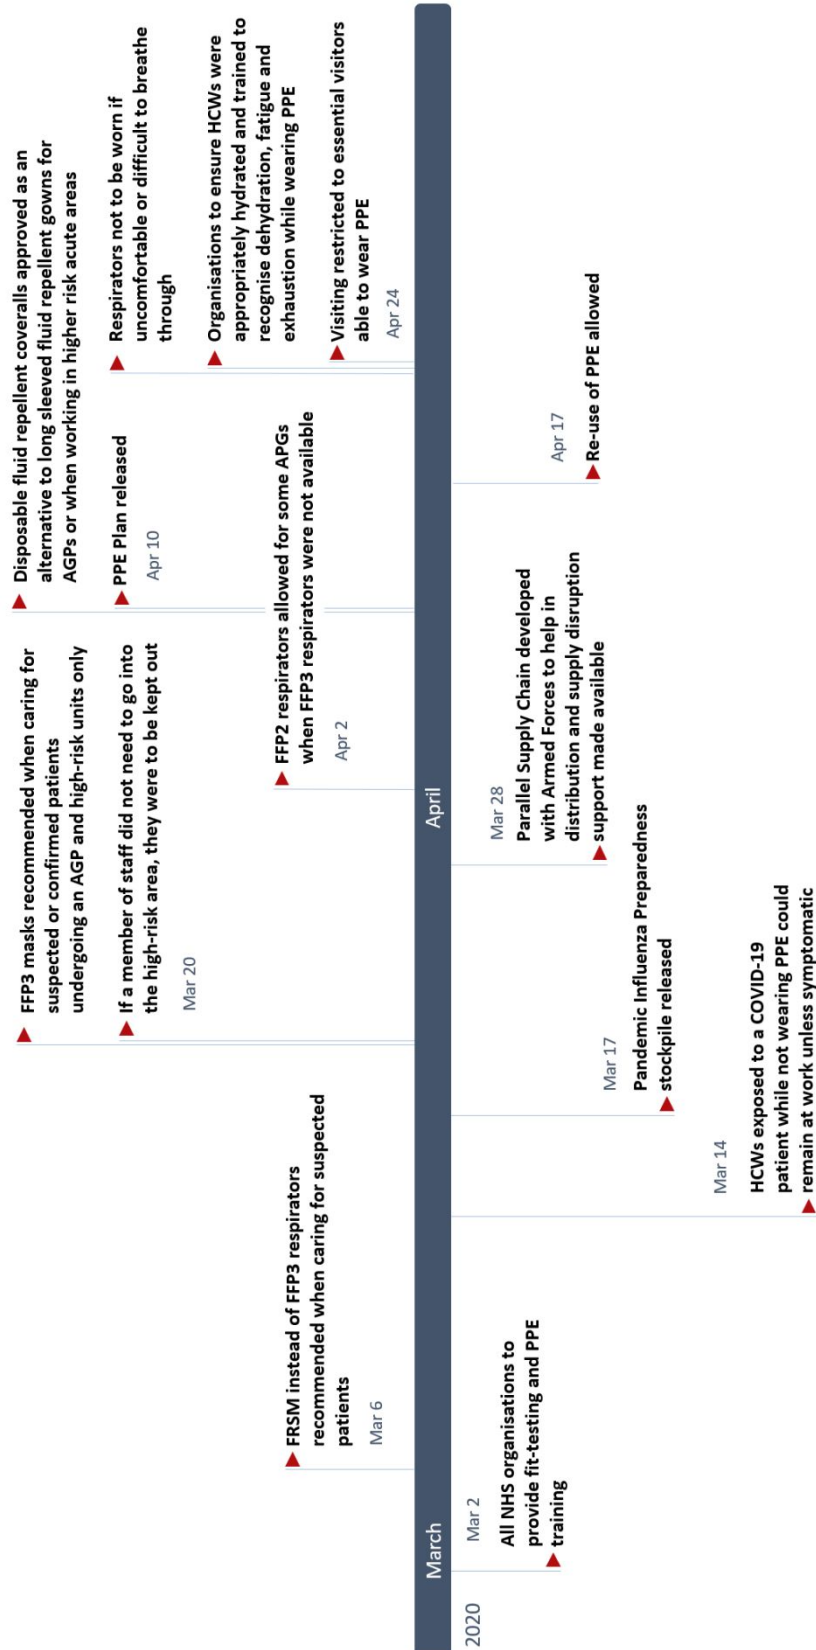 Disposable fluid repellent coveralls approved as an
alternative to long sleeved fluid repellent gowns for
AGPs or when working in higher risk acute areas
FFP3 masks recommended when caring for
suspected or confirmed patients
undergoing an AGP and high-risk units only
If a member of staff did not need to go into
the high-risk area, they were to be kept out
Mar 20
PPE Plan released
Apr 10
Respirators not to be worn if
uncomfortable or difficult to breathe
through
Organisations to ensure HCWs were
appropriately hydrated and trained to
recognise dehydration, fatigue and
exhaustion while wearing PPE
Visiting restricted to essential visitors
able to wear PPE
Apr 24
FRSM instead of FFP3 respirators
recommended when caring for suspected
patients
Mar 6
FFP2 respirators allowed for some APGs
when FFP3 respirators were not available
Apr 2
March
April
2020
Mar 2
All NHS organisations to
provide fit-testing and PPE
training
Mar 14
HCWs exposed to a COVID-19
patient while not wearing PPE could
remain at work unless symptomatic
Mar 17
Pandemic Influenza Preparedness
stockpile released
Mar 28
Parallel Supply Chain developed
with Armed Forces to help in
distribution and supply disruption
support made available
Apr 17
Re-use of PPE allowed